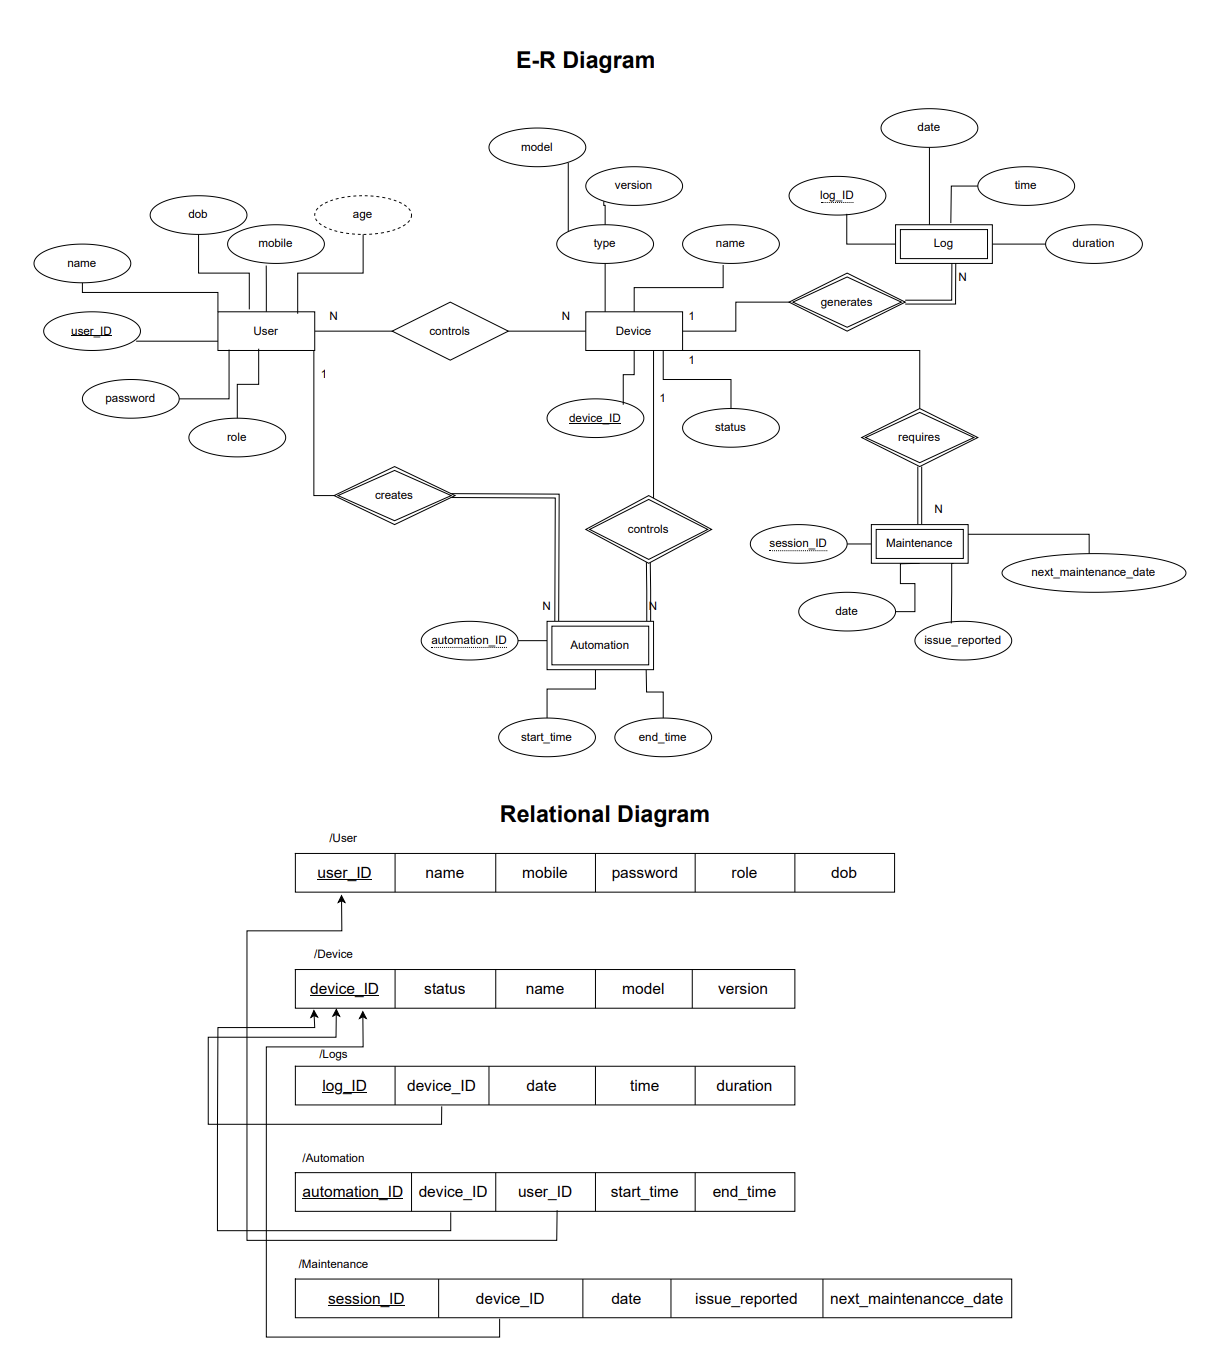 E-R Diagram
date
model
version
time
log_ID
dob
age
mobile
type
name
Log
duration
name
N
generates
user_ID
User
N
controls
N
Device
1
1
1
1
password
device_ID
status
role
requires
creates
controls
N
session_ID
Maintenance
next_maintenance_date
N
N
date
automation_ID
Automation
issue_reported
start_time
end_time
Relational Diagram
/User
user_ID name mobile password role dob
/Device
device_ID status name model version
/Logs
log_ID device_ID date time duration
/Automation
automation_ID device_ID user_ID start_time end_time
/Maintenance
session_ID device_ID date issue_reported next_maintenancce_date